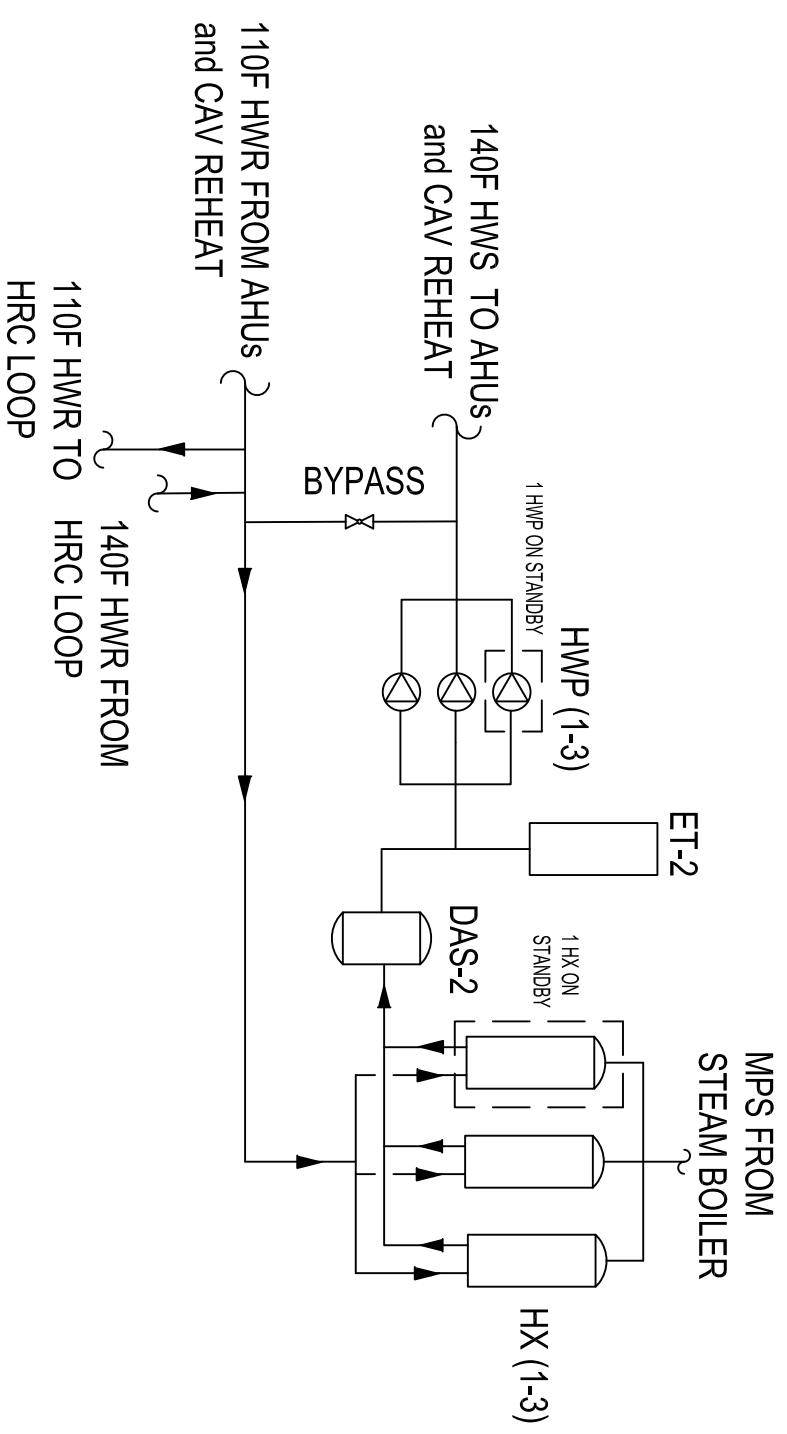 MPS FROM
STEAM BOILER
ET-2
HWP (1-3)
1 HWP ON STANDBY
1 HX ON
STANDBY
HX (1-3)
DAS-2
140F HWS TO AHUs
and CAV REHEAT
BYPASS
110F HWR FROM AHUs
and CAV REHEAT
140F HWR FROM
HRC LOOP
110F HWR TO
HRC LOOP